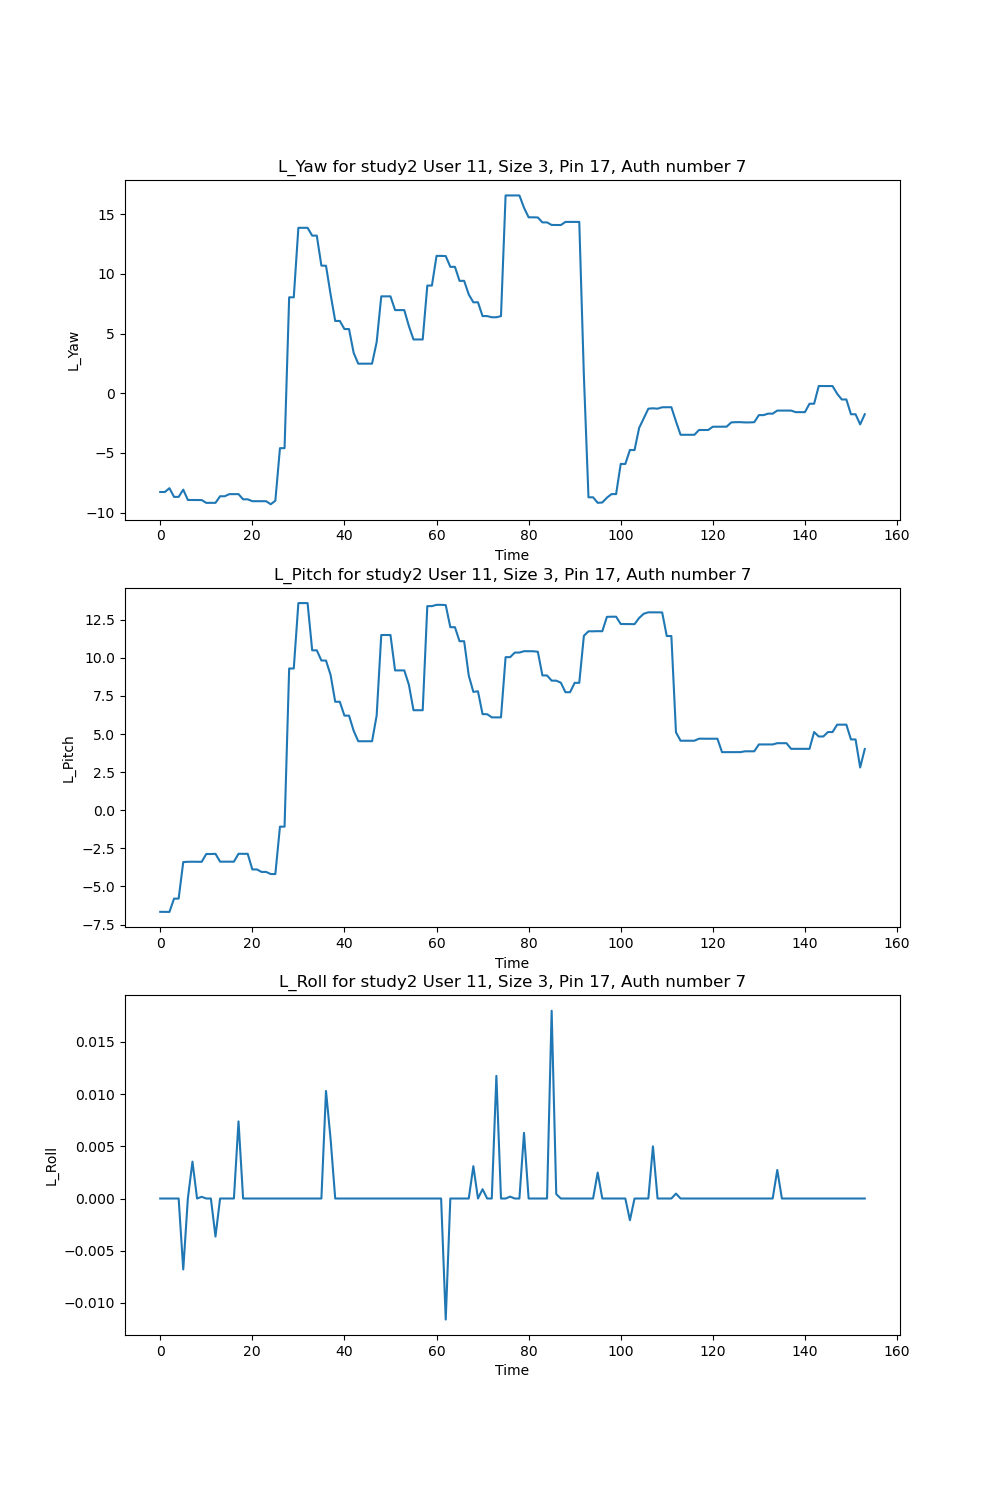 L_Yaw for study2 User 11, Size 3, Pin 17, Auth number 7
15
10
5
0
−5
−10
L_Yaw
0 20 40 60 80 100 120 140 160
Time
L_Pitch for study2 User 11, Size 3, Pin 17, Auth number 7
12.5
10.0
7.5
5.0
2.5
0.0
−2.5
−5.0
−7.5
L_Pitch
0 20 40 60 80 100 120 140 160
Time
L_Roll for study2 User 11, Size 3, Pin 17, Auth number 7
0.015
0.010
0.005
0.000
−0.005
−0.010
L_Roll
0 20 40 60 80 100 120 140 160
Time